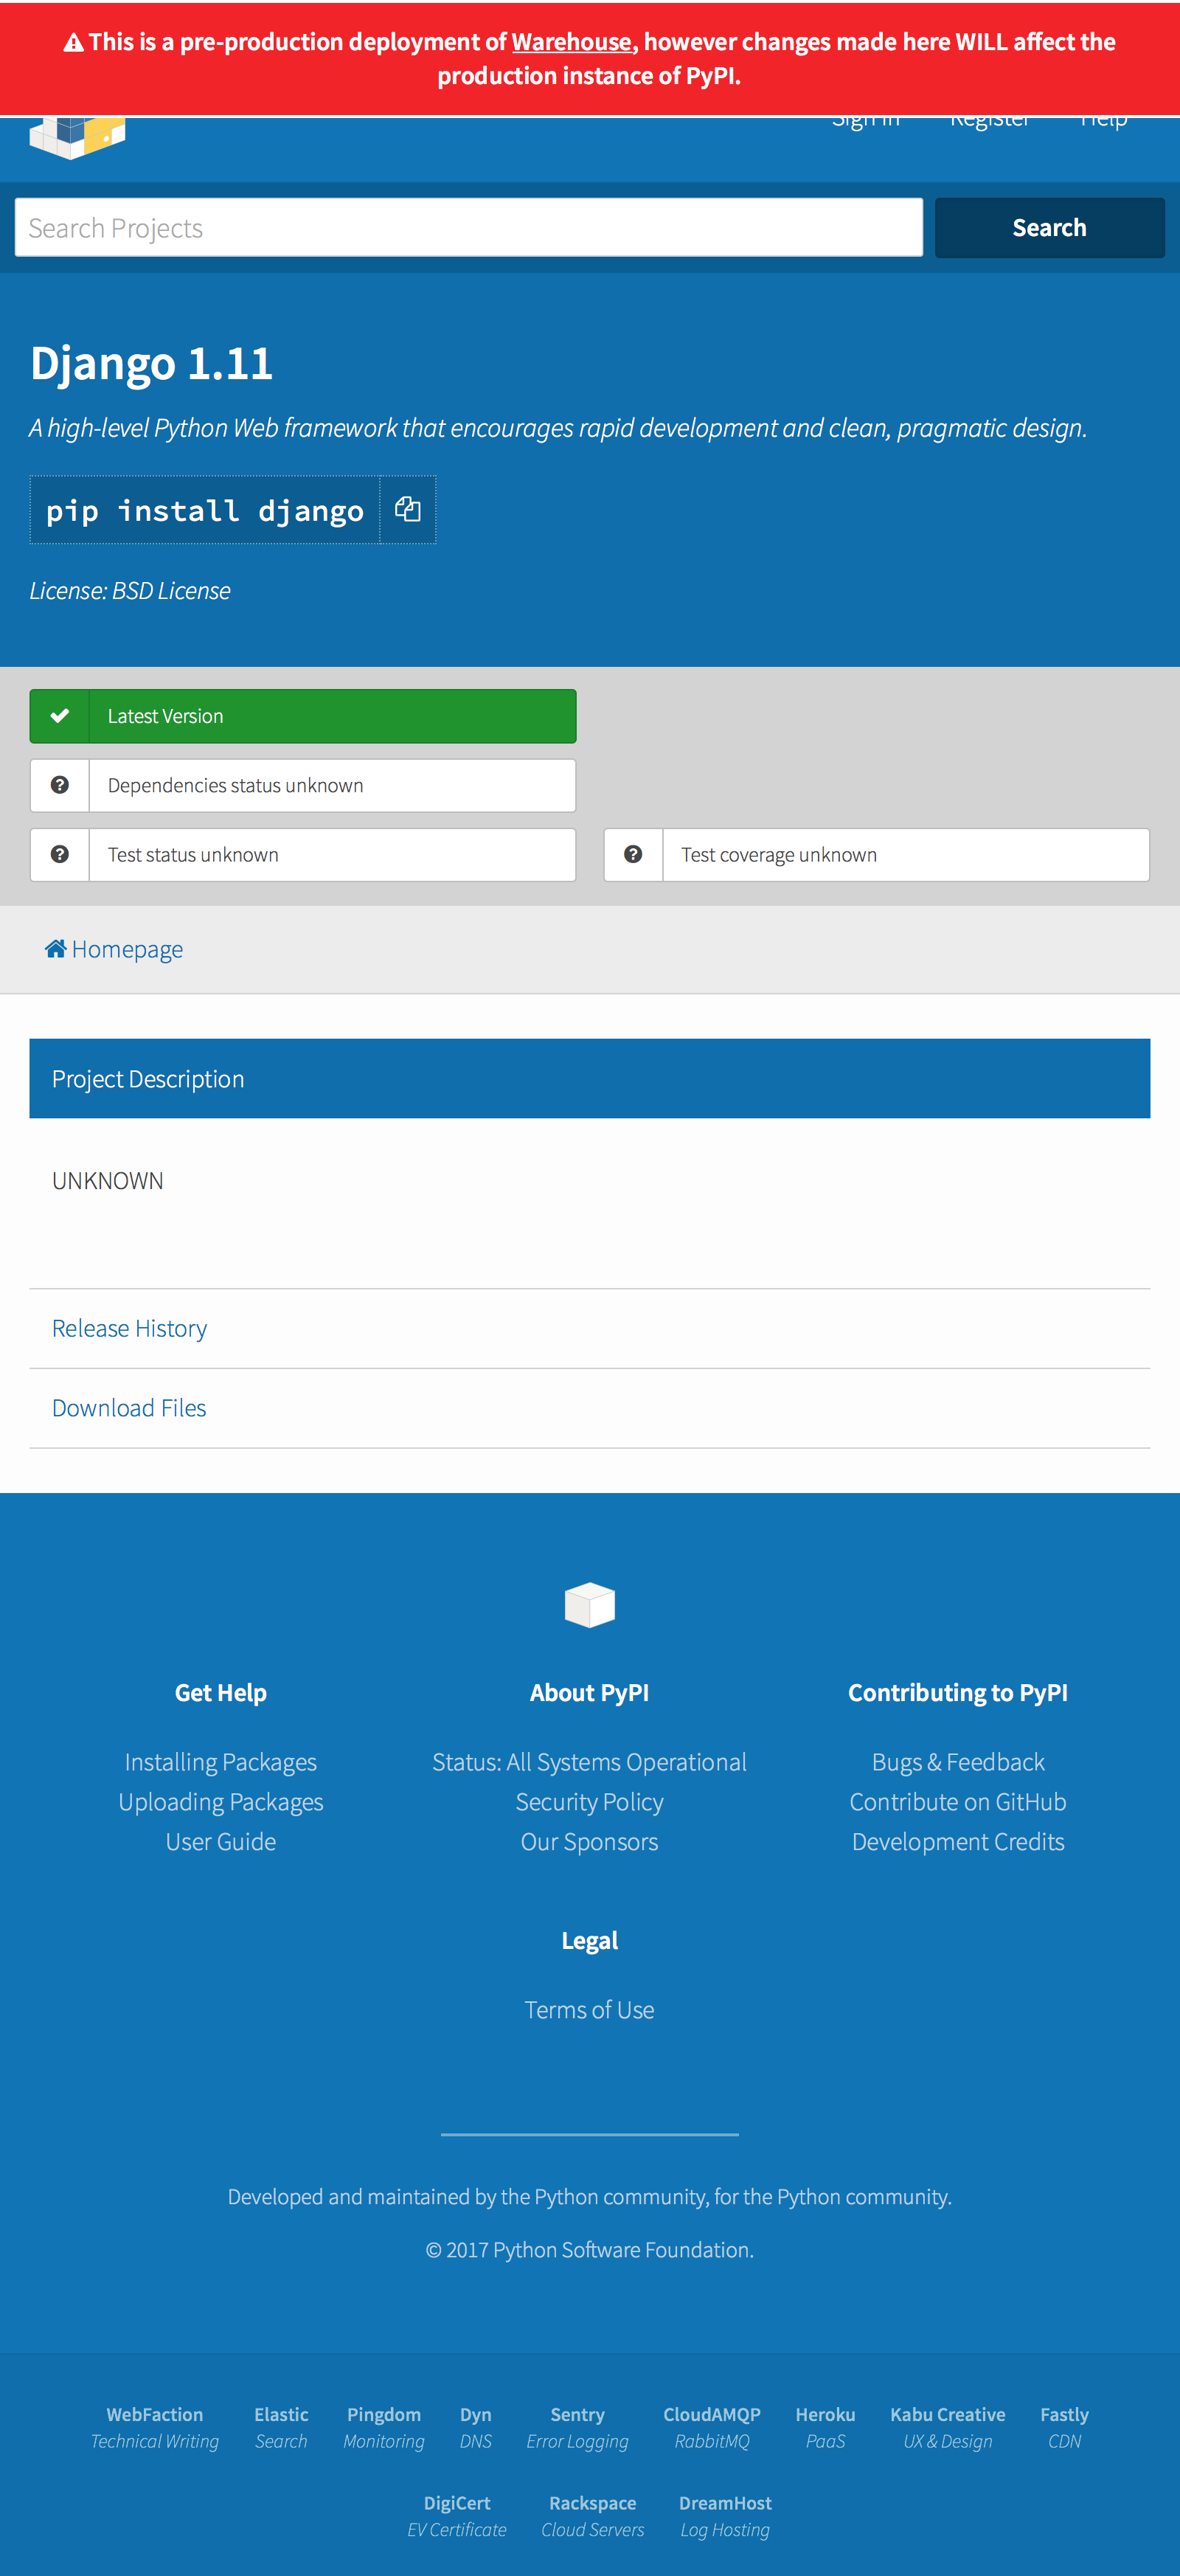 This is a pre-production deployment of Warehouse, however changes made here WILL affect the
production instance of PyPI.
Sign In Register Help
Search Projects
Search
Django 1.11
A high-level Python Web framework that encourages rapid development and clean, pragmatic design.
pip install django
License: BSD License
Latest Version
Dependencies status unknown
Test status unknown
Test coverage unknown
Homepage
Project Description
UNKNOWN
Release History
Download Files
Get Help
Installing Packages
Uploading Packages
User Guide
About PyPI
Status: All Systems Operational
Security Policy
Our Sponsors
Contributing to PyPI
Bugs & Feedback
Contribute on GitHub
Development Credits
Legal
Terms of Use
Developed and maintained by the Python community, for the Python community.
© 2017 Python Software Foundation.
WebFaction
Technical Writing
Elastic
Search
Pingdom
Monitoring
Dyn
DNS
Sentry
Error Logging
CloudAMQP
RabbitMQ
Heroku
PaaS
Kabu Creative
UX & Design
Fastly
CDN
DigiCert
EV Certificate
Rackspace
Cloud Servers
DreamHost
Log Hosting